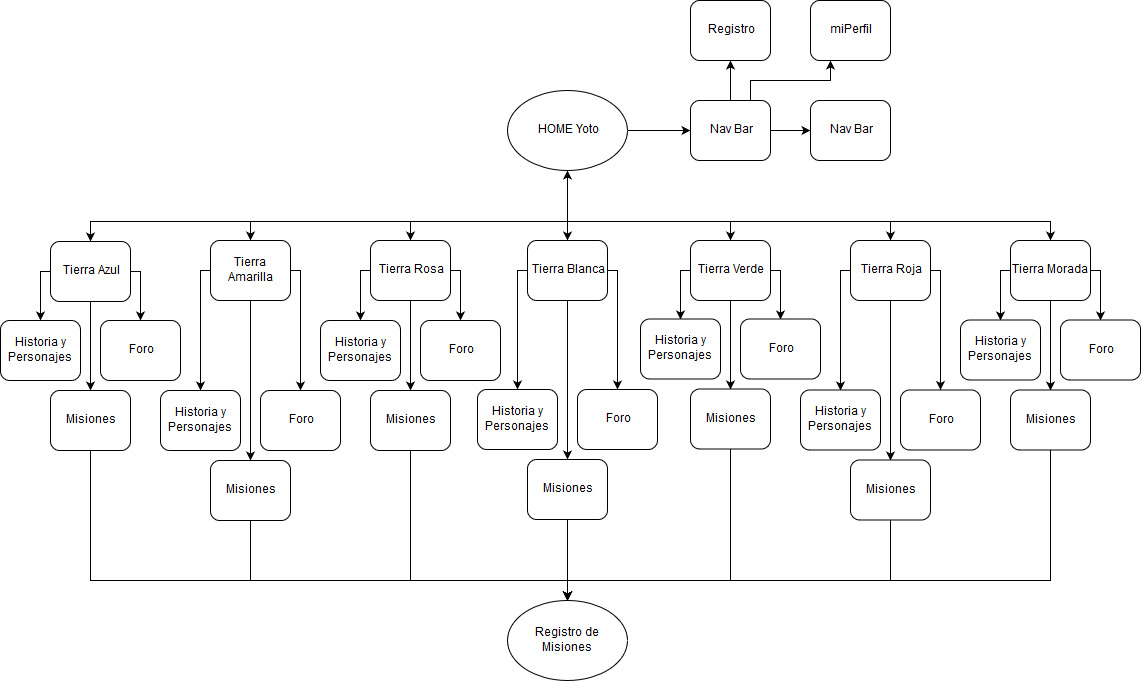 Registro
miPerfil
HOME Yoto
Nav Bar
Nav Bar
Tierra Azul
Tierra
Amarilla
Tierra Rosa
Tierra Blanca
Tierra Verde
Tierra Roja
Tierra Morada
Historia y
Personajes
Foro
Historia y
Personajes
Foro
Historia y
Personajes
Foro
Historia y
Personajes
Foro
Misiones
Historia y
Personajes
Foro
Misiones
Historia y
Personajes
Foro
Misiones
Historia y
Personajes
Foro
Misiones
Misiones
Misiones
Misiones
Registro de
Misiones